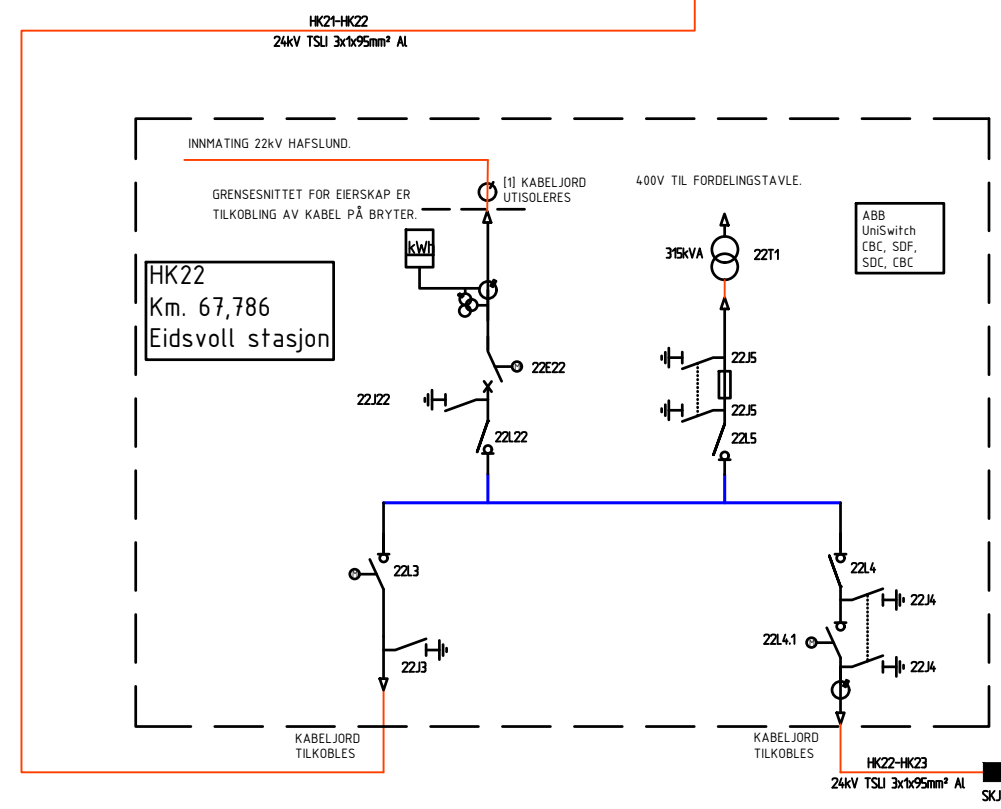 HK21-HK22
24kV TSLI 3x1x95mm² Al
INNMATING 22kV HAFSLUND.
[1] KABELJORD
UTISOLERES
GRENSESNITTET FOR EIERSKAP ER
TILKOBLING AV KABEL PÅ BRYTER.
400V TIL FORDELINGSTAVLE.
ABB
UniSwitch
CBC, SDF,
SDC, CBC
kWh
315kVA
22T1
HK22
Km. 67,786
Eidsvoll stasjon
22E22
22J22
22L22
22J5
22J5
22L5
M
22L3
22J3
M
22L4
22J4
22L4.1
M
22J4
KABELJORD
TILKOBLES
KABELJORD
TILKOBLES
HK22-HK23
24kV TSLI 3x1x95mm² Al
SKJ